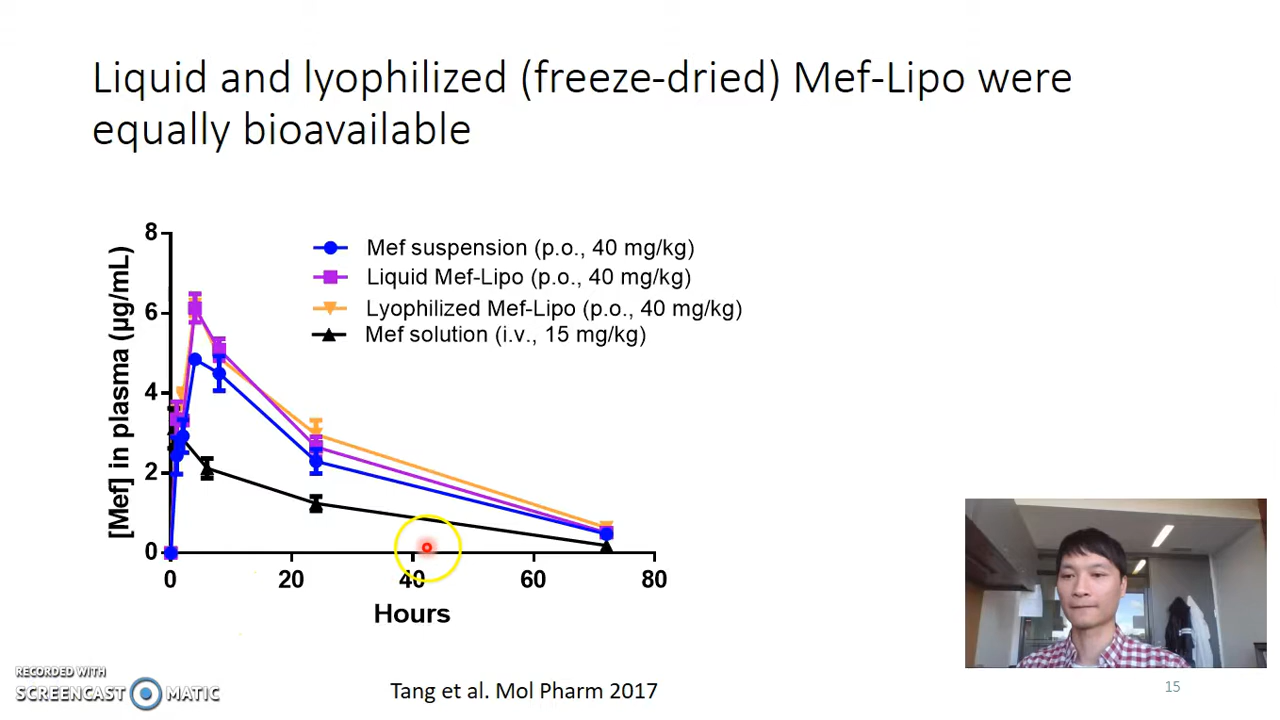 Liquid and lyophilized (freeze-dried) Mef-Lipo were
equally bioavailable
[Mef] in plasma (µg/mL)
8
6
4
2
0
Mef suspension (p.o., 40 mg/kg)
Liquid Mef-Lipo (p.o., 40 mg/kg)
Lyophilized Mef-Lipo (p.o., 40 mg/kg)
Mef solution (i.v., 15 mg/kg)
0 20 40 60 80
Hours
RECORDED WITH
SCREENCAST MATIC
Tang et al. Mol Pharm 2017
15